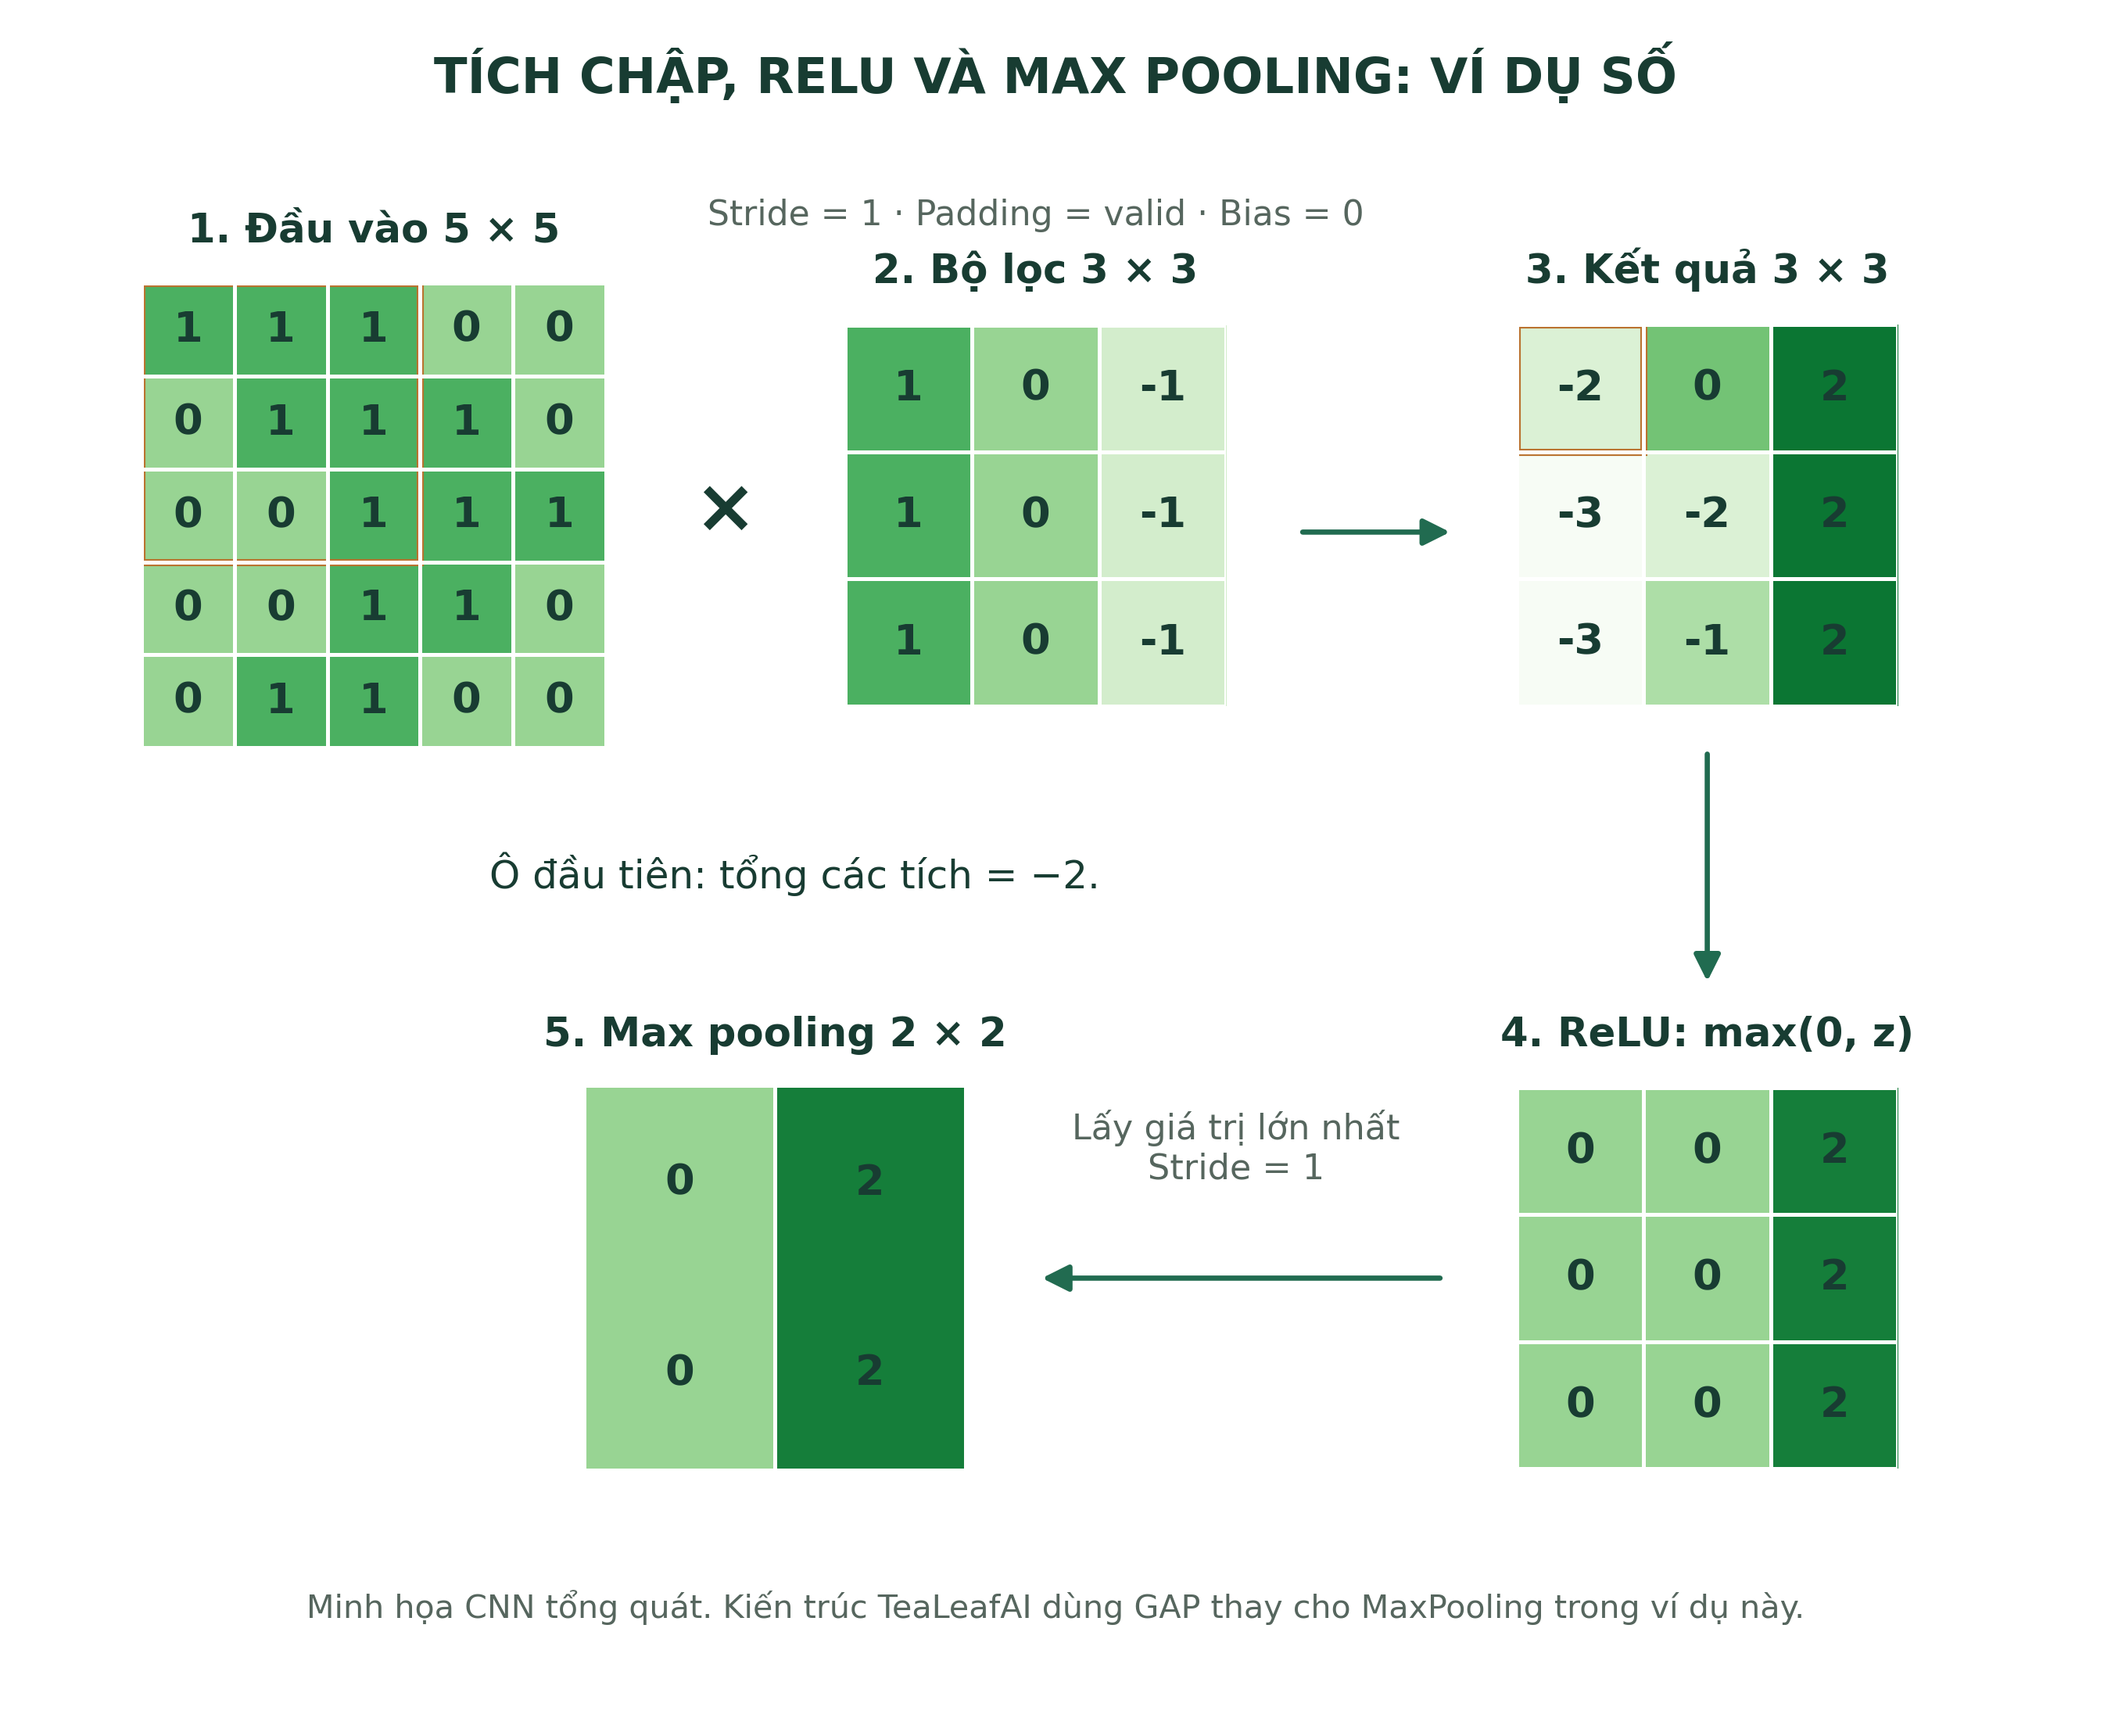 TÍCH CHẬP, RELU VÀ MAX POOLING: VÍ DỤ SỐ
Stride = 1 · Padding = valid · Bias = 0
1. Đầu vào 5 × 5
1 1 1 0 0
0 1 1 1 0
0 0 1 1 1
0 0 1 1 0
0 1 1 0 0
×
2. Bộ lọc 3 × 3
1 0 -1
1 0 -1
1 0 -1
3. Kết quả 3 × 3
-2 0 2
-3 -2 2
-3 -1 2
Ô đầu tiên: tổng các tích = −2.
4. ReLU: max(0, z)
0 0 2
0 0 2
0 0 2
Lấy giá trị lớn nhất
Stride = 1
5. Max pooling 2 × 2
0 2
0 2
Minh họa CNN tổng quát. Kiến trúc TeaLeafAI dùng GAP thay cho MaxPooling trong ví dụ này.